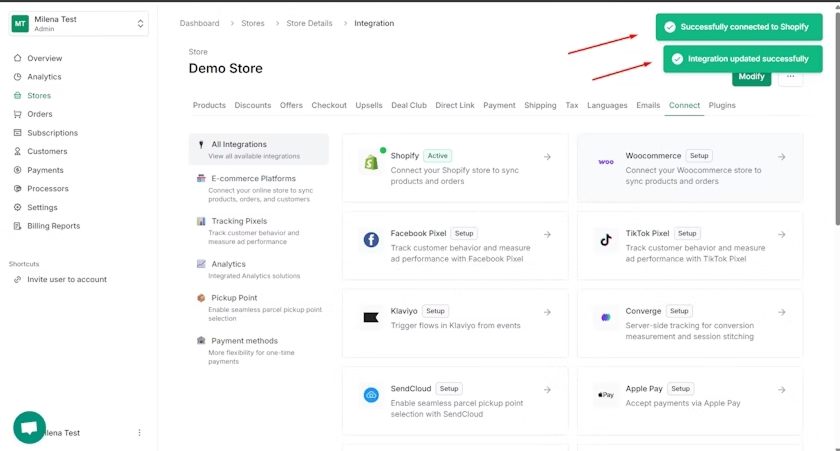 MT
Milena Test
Admin
Overview
Analytics
Stores
Orders
Subscriptions
Customers
Payments
Processors
Settings
Billing Reports
Shortcuts
Invite user to account
Milena Test
Dashboard > Stores > Store Details > Integration
Successfully connected to Shopify
Integration updated successfully
Store
Demo Store
Modify
...
Products Discounts Offers Checkout Upsells Deal Club Direct Link Payment Shipping Tax Languages Emails Connect Plugins
All Integrations
View all available integrations
E-commerce Platforms
Connect your online store to sync
products, orders, and customers
Tracking Pixels
Track customer behavior and
measure ad performance
Analytics
Integrated Analytics solutions
Pickup Point
Enable seamless parcel pickup point
selection
Payment methods
More flexibility for one-time
payments
Shopify Active
Connect your Shopify store to sync
products and orders
woo
Woocommerce Setup
Connect your Woocommerce store to
sync products and orders
Facebook Pixel Setup
Track customer behavior and measure
ad performance with Facebook Pixel
TikTok Pixel Setup
Track customer behavior and measure
ad performance with TikTok Pixel
Klaviyo Setup
Trigger flows in Klaviyo from events
Converge Setup
Server-side tracking for conversion
measurement and session stitching
SendCloud Setup
Enable seamless parcel pickup point
selection with SendCloud
Pay
Apple Pay Setup
Accept payments via Apple Pay